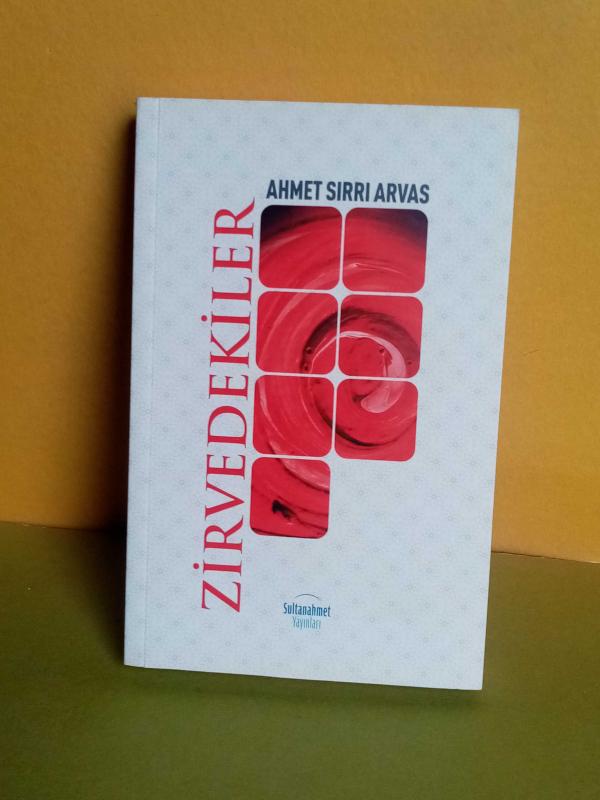 AHMET SIRRI ARVAS
ZİRVEDEKİLER
Sultanahmet
Yayınları